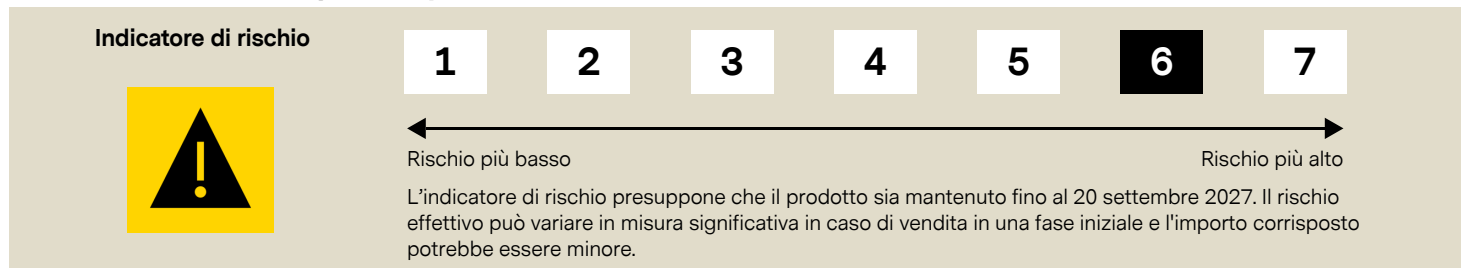 Indicatore di rischio
1 2 3 4 5 6 7
Rischio più basso Rischio più alto
L'indicatore di rischio presuppone che il prodotto sia mantenuto fino al 20 settembre 2027. Il rischio
effettivo può variare in misura significativa in caso di vendita in una fase iniziale e l'importo corrisposto
potrebbe essere minore.